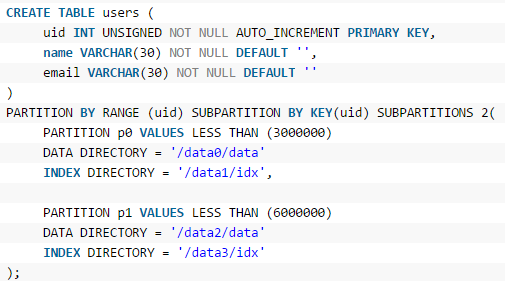 CREATE TABLE users (
uid INT UNSIGNED NOT NULL AUTO_INCREMENT PRIMARY KEY,
name VARCHAR(30) NOT NULL DEFAULT '',
email VARCHAR(30) NOT NULL DEFAULT ''
)
PARTITION BY RANGE (uid) SUBPARTITION BY KEY(uid) SUBPARTITIONS 2(
PARTITION p0 VALUES LESS THAN (3000000)
DATA DIRECTORY = '/data0/data'
INDEX DIRECTORY = '/data1/idx',
PARTITION p1 VALUES LESS THAN (6000000)
DATA DIRECTORY = '/data2/data'
INDEX DIRECTORY = '/data3/idx'
);